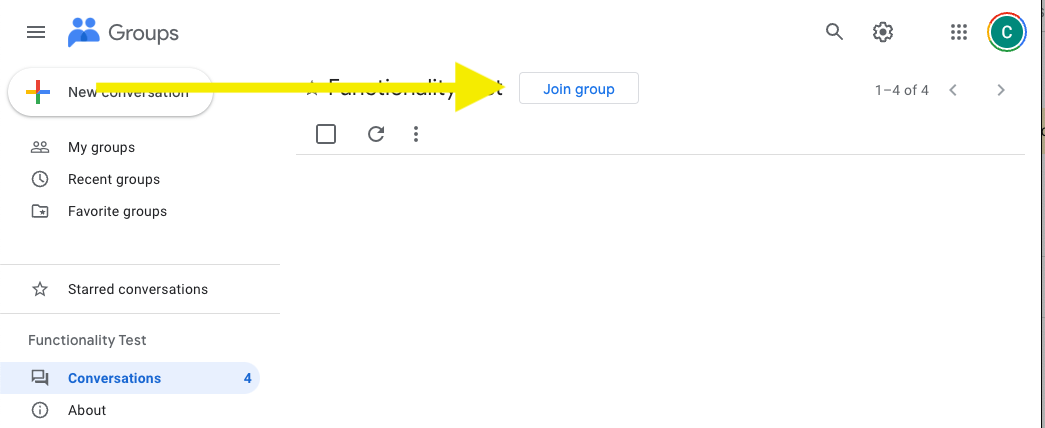 Groups
C
New conversation
Functionality Test
Join group
1–4 of 4
My groups
Recent groups
Favorite groups
Starred conversations
Functionality Test
Conversations 4
About